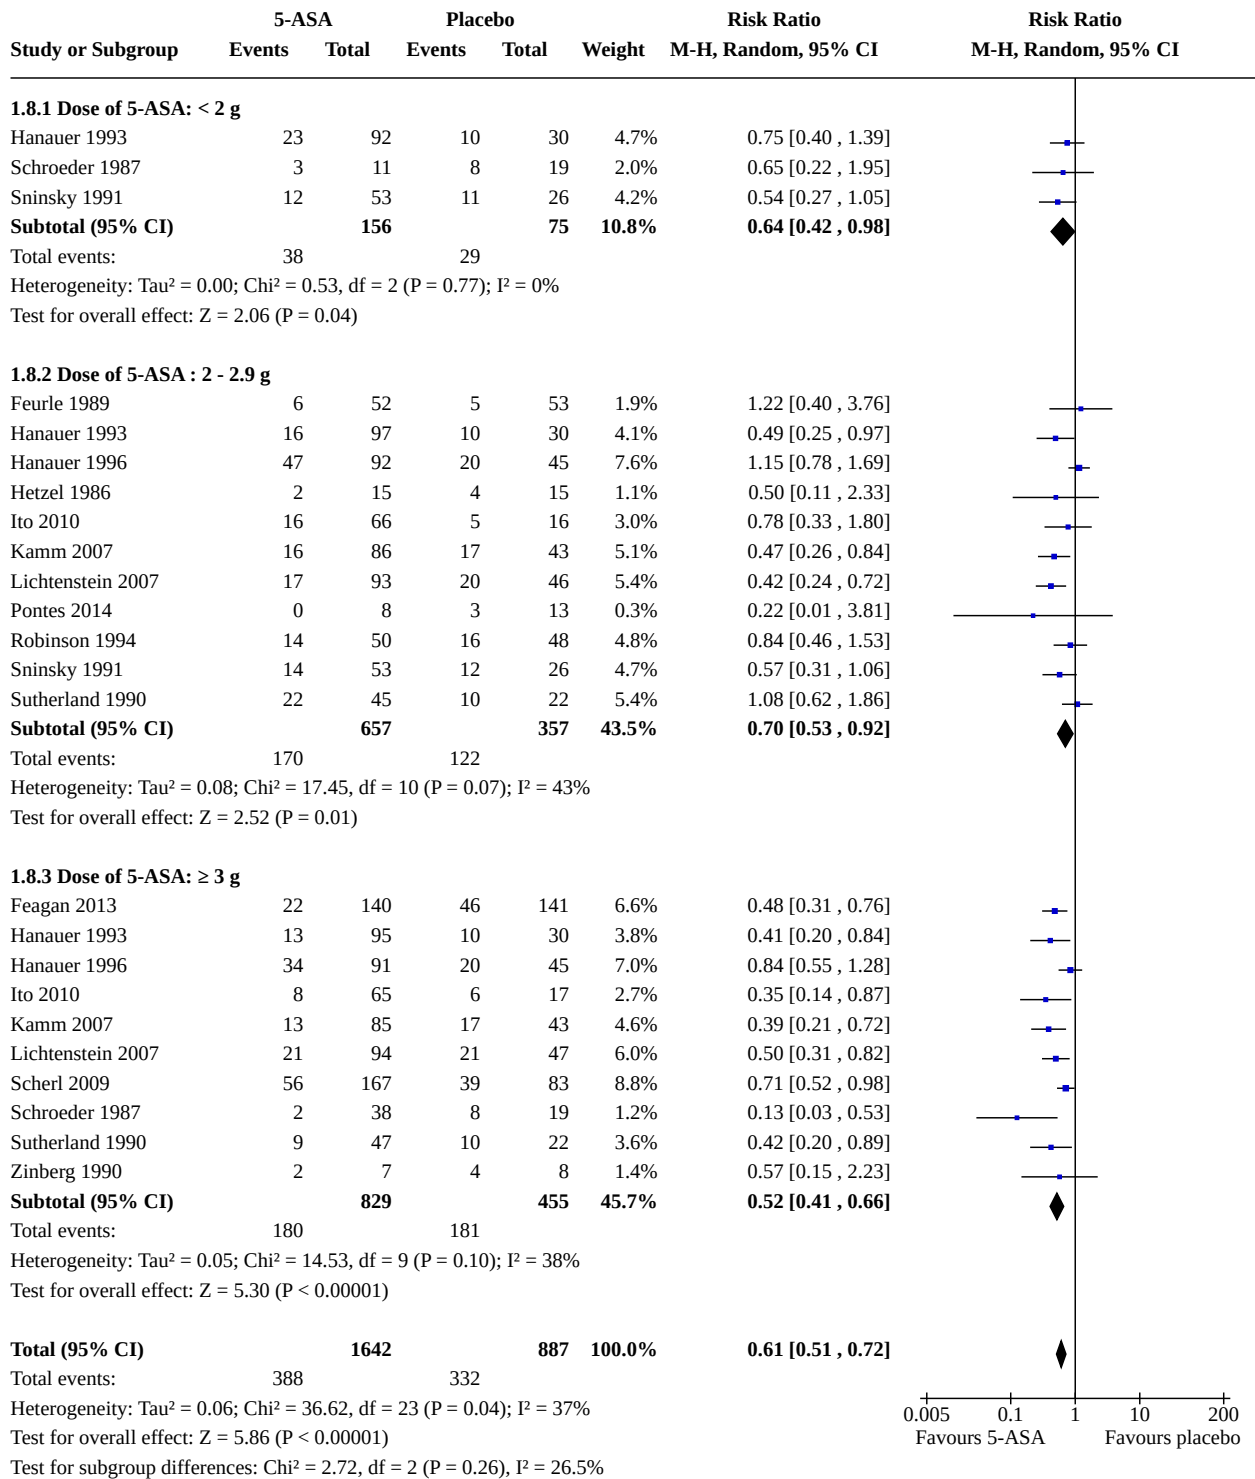 5-ASA Placebo Risk Ratio Risk Ratio
Study or Subgroup Events Total Events Total Weight M-H, Random, 95% CI M-H, Random, 95% CI
1.8.1 Dose of 5-ASA: < 2 g
Hanauer 1993 23 92 10 30 4.7% 0.75 [0.40 , 1.39]
Schroeder 1987 3 11 8 19 2.0% 0.65 [0.22 , 1.95]
Sninsky 1991 12 53 11 26 4.2% 0.54 [0.27 , 1.05]
Subtotal (95% CI) 156 75 10.8% 0.64 [0.42 , 0.98]
Total events: 38 29
Heterogeneity: Tau² = 0.00; Chi² = 0.53, df = 2 (P = 0.77); I² = 0%
Test for overall effect: Z = 2.06 (P = 0.04)
1.8.2 Dose of 5-ASA : 2 - 2.9 g
Feurle 1989 6 52 5 53 1.9% 1.22 [0.40 , 3.76]
Hanauer 1993 16 97 10 30 4.1% 0.49 [0.25 , 0.97]
Hanauer 1996 47 92 20 45 7.6% 1.15 [0.78 , 1.69]
Hetzel 1986 2 15 4 15 1.1% 0.50 [0.11 , 2.33]
Ito 2010 16 66 5 16 3.0% 0.78 [0.33 , 1.80]
Kamm 2007 16 86 17 43 5.1% 0.47 [0.26 , 0.84]
Lichtenstein 2007 17 93 20 46 5.4% 0.42 [0.24 , 0.72]
Pontes 2014 0 8 3 13 0.3% 0.22 [0.01 , 3.81]
Robinson 1994 14 50 16 48 4.8% 0.84 [0.46 , 1.53]
Sninsky 1991 14 53 12 26 4.7% 0.57 [0.31 , 1.06]
Sutherland 1990 22 45 10 22 5.4% 1.08 [0.62 , 1.86]
Subtotal (95% CI) 657 357 43.5% 0.70 [0.53 , 0.92]
Total events: 170 122
Heterogeneity: Tau² = 0.08; Chi² = 17.45, df = 10 (P = 0.07); I² = 43%
Test for overall effect: Z = 2.52 (P = 0.01)
1.8.3 Dose of 5-ASA: ≥ 3 g
Feagan 2013 22 140 46 141 6.6% 0.48 [0.31 , 0.76]
Hanauer 1993 13 95 10 30 3.8% 0.41 [0.20 , 0.84]
Hanauer 1996 34 91 20 45 7.0% 0.84 [0.55 , 1.28]
Ito 2010 8 65 6 17 2.7% 0.35 [0.14 , 0.87]
Kamm 2007 13 85 17 43 4.6% 0.39 [0.21 , 0.72]
Lichtenstein 2007 21 94 21 47 6.0% 0.50 [0.31 , 0.82]
Scherl 2009 56 167 39 83 8.8% 0.71 [0.52 , 0.98]
Schroeder 1987 2 38 8 19 1.2% 0.13 [0.03 , 0.53]
Sutherland 1990 9 47 10 22 3.6% 0.42 [0.20 , 0.89]
Zinberg 1990 2 7 4 8 1.4% 0.57 [0.15 , 2.23]
Subtotal (95% CI) 829 455 45.7% 0.52 [0.41 , 0.66]
Total events: 180 181
Heterogeneity: Tau² = 0.05; Chi² = 14.53, df = 9 (P = 0.10); I² = 38%
Test for overall effect: Z = 5.30 (P < 0.00001)
Total (95% CI) 1642 887 100.0% 0.61 [0.51 , 0.72]
Total events: 388 332
Heterogeneity: Tau² = 0.06; Chi² = 36.62, df = 23 (P = 0.04); I² = 37% 0.005 0.1 1 10 200
Test for overall effect: Z = 5.86 (P < 0.00001) Favours 5-ASA Favours placebo
Test for subgroup differences: Chi² = 2.72, df = 2 (P = 0.26), I² = 26.5%